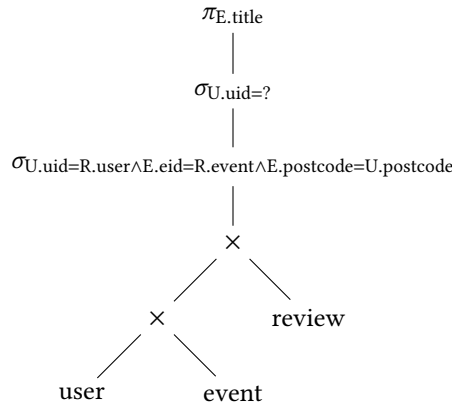 πE.title
σU.uid=?
σU.uid=R.user∧E.eid=R.event∧E.postcode=U.postcode
×
× review
user event